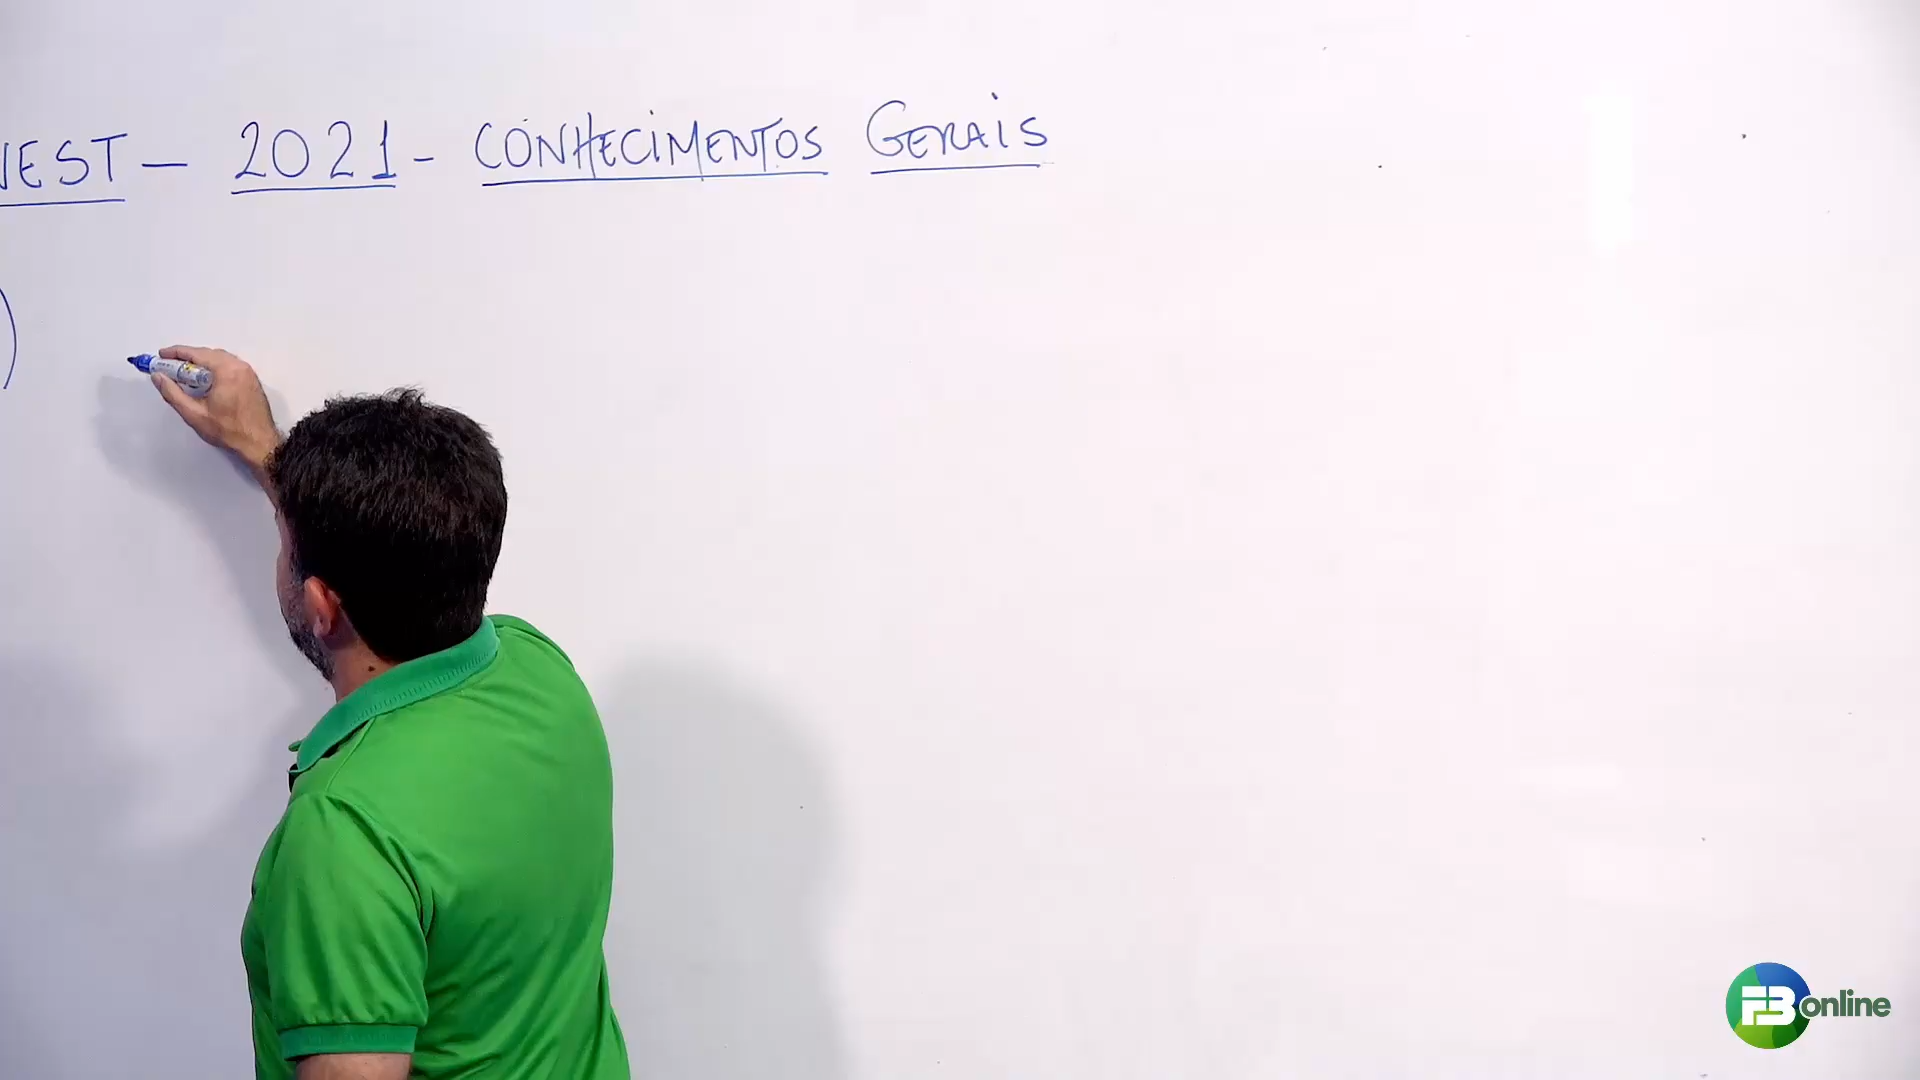 VEST – 2021 - CONHECIMENTOS GERAIS
)
FB online